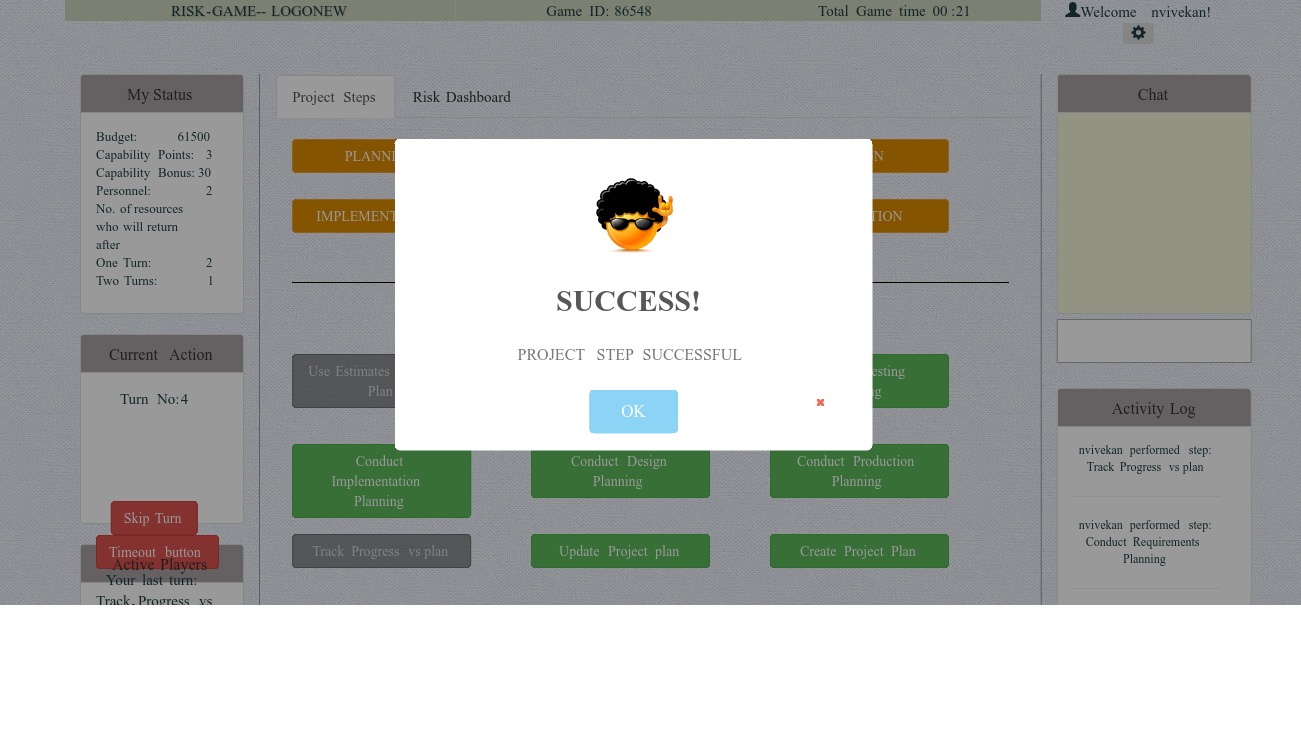 RISK-GAME-- LOGONEW Game ID: 86548 Total Game time 00 :21 Welcome nvivekan!
My Status
Budget: 61500
Capability Points: 3
Capability Bonus: 30
Personnel: 2
No. of resources
who will return
after
One Turn: 2
Two Turns: 1
Current Action
Turn No:4
Skip Turn
Timeout button
Active Players
Your last turn:
Track Progress vs
Project Steps Risk Dashboard
PLANNI
N
IMPLEMENT
TION
SUCCESS!
PROJECT STEP SUCCESSFUL
OK
Use Estimates
Plan
esting
g
Conduct
Implementation
Planning
Conduct Design
Planning
Conduct Production
Planning
Track Progress vs plan
Update Project plan
Create Project Plan
Chat
Activity Log
nvivekan performed step:
Track Progress vs plan
nvivekan performed step:
Conduct Requirements
Planning